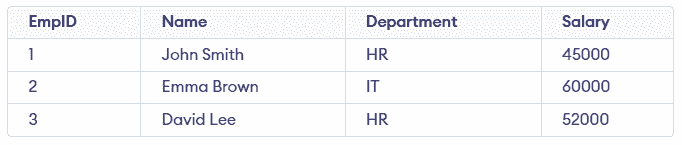 EmpID Name Department Salary
1 John Smith HR 45000
2 Emma Brown IT 60000
3 David Lee HR 52000